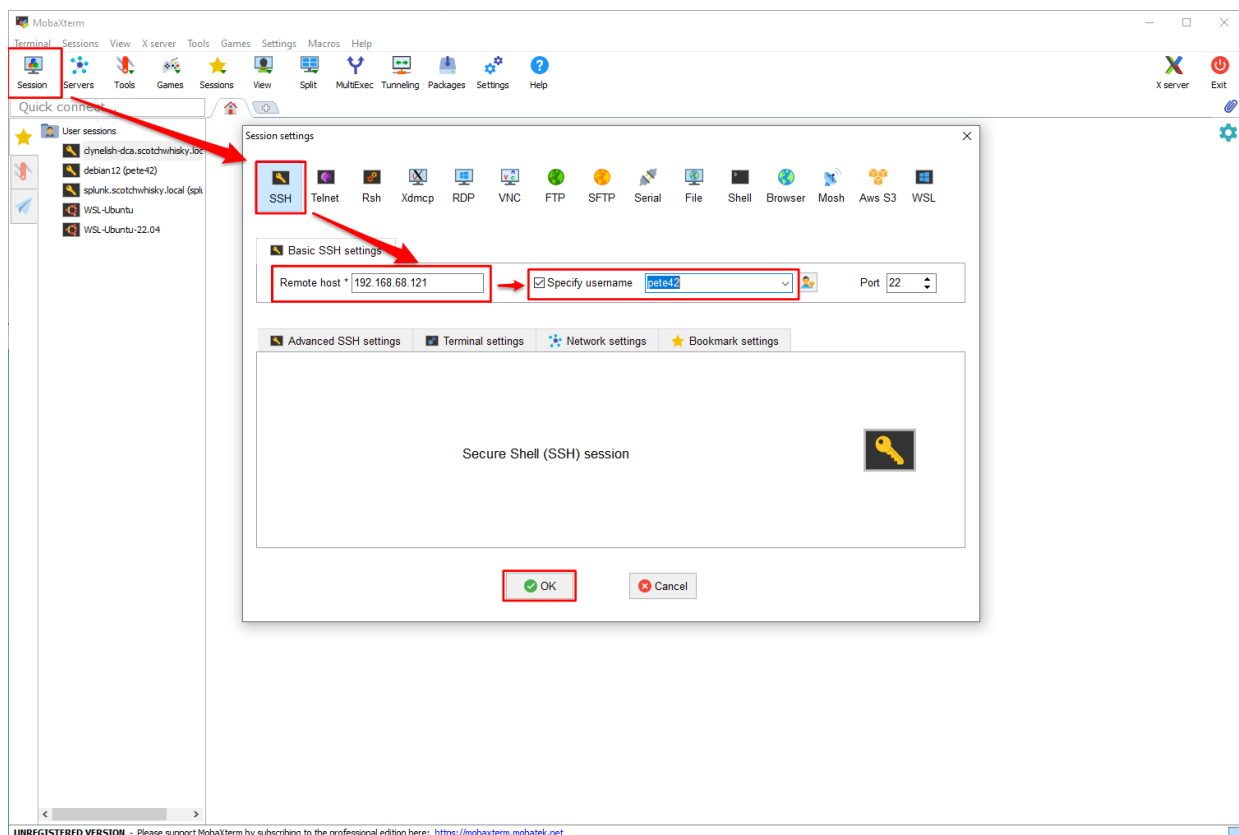 MobaXterm
Terminal Sessions View X server Tools Games Settings Macros Help
Session Servers Tools Games Sessions View Split MultiExec Tunneling Packages Settings Help X server Exit
Quick connect...
User sessions
clynelish-dca.scotchwhisky.loc
debian12 (pete42)
splunk.scotchwhisky.local (splu
WSL-Ubuntu
WSL-Ubuntu-22.04
Session settings
SSH Telnet Rsh Xdmcp RDP VNC FTP SFTP Serial File Shell Browser Mosh Aws S3 WSL
Basic SSH settings
Remote host * 192.168.68.121 Specify username pete42 Port 22
Advanced SSH settings Terminal settings Network settings Bookmark settings
Secure Shell (SSH) session
OK Cancel
UNREGISTERED VERSION - Please support MobaXterm by subscribing to the professional edition here: https://mobaxterm.mobatek.net